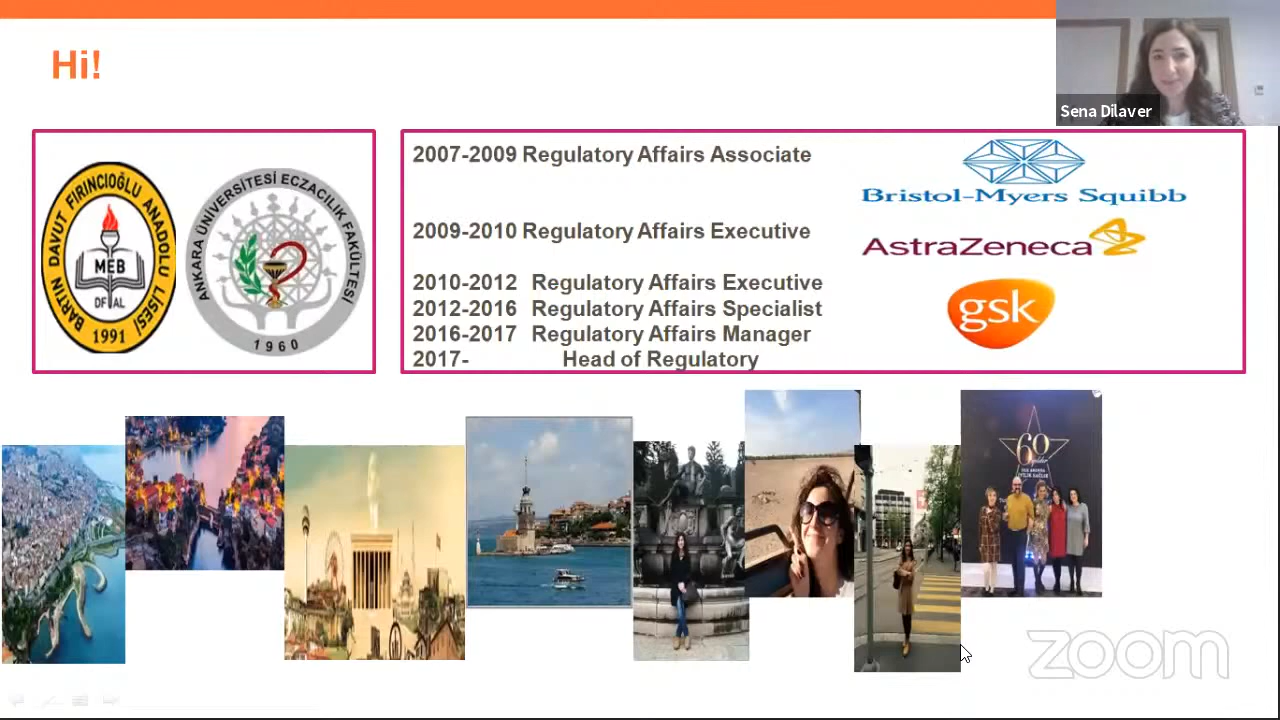 Hi!
Sena Dilaver
BARTIN DAVUT FIRINCIOĞLU ANADOLU LİSESİ
MEB
DF AL
1991
ANKARA ÜNİVERSİTESİ ECZACILIK FAKÜLTESİ
1960
2007-2009 Regulatory Affairs Associate
Bristol-Myers Squibb
2009-2010 Regulatory Affairs Executive
AstraZeneca
2010-2012 Regulatory Affairs Executive
2012-2016 Regulatory Affairs Specialist
2016-2017 Regulatory Affairs Manager
2017- Head of Regulatory
gsk
60
zoom